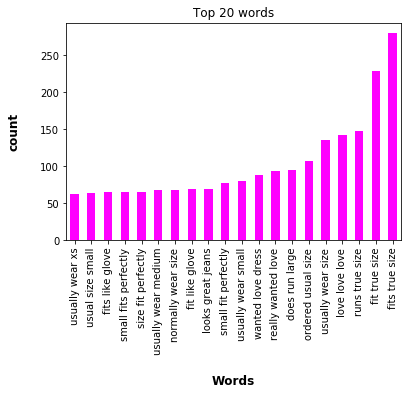 Top 20 words
count
250
200
150
100
50
0
usually wear xs
usual size small
fits like glove
small fits perfectly
size fit perfectly
usually wear medium
normally wear size
fit like glove
looks great jeans
small fit perfectly
usually wear small
wanted love dress
really wanted love
does run large
ordered usual size
usually wear size
love love love
runs true size
fit true size
fits true size
Words